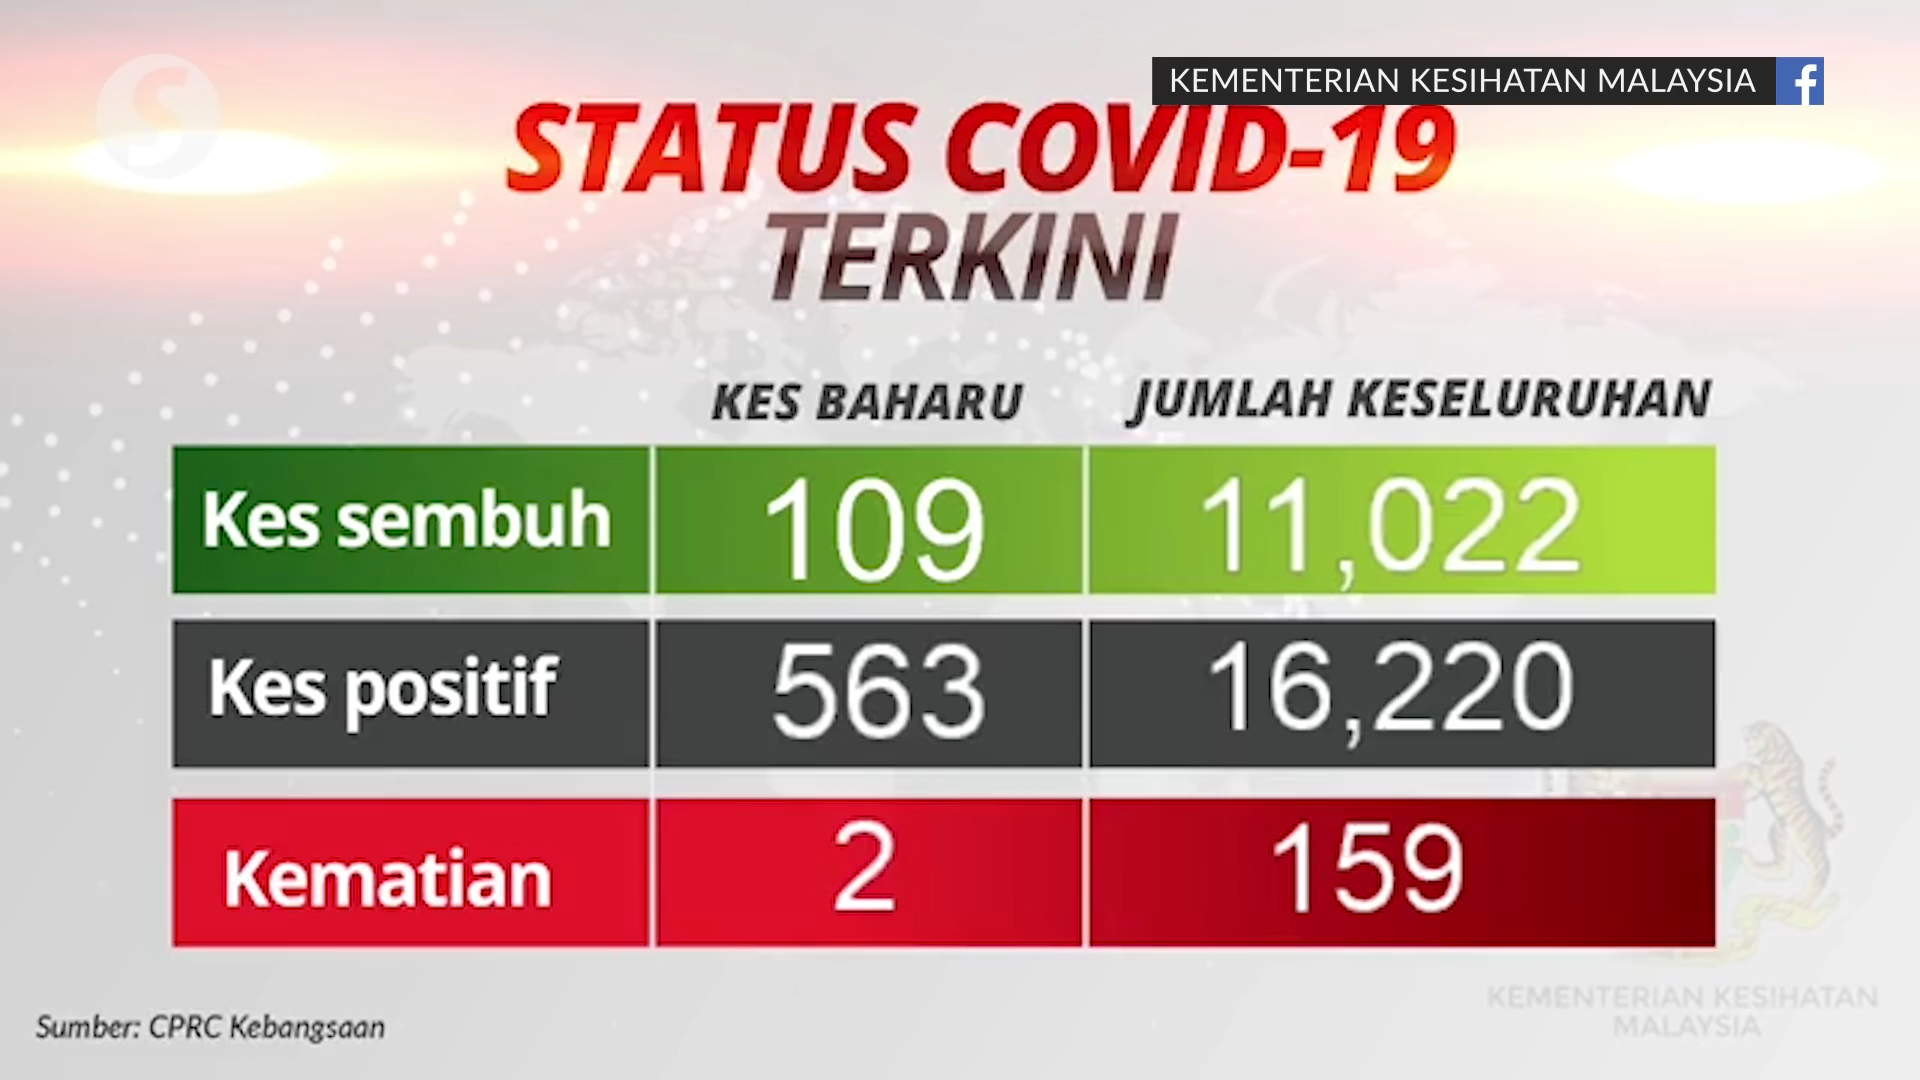 KEMENTERIAN KESIHATAN MALAYSIA
STATUS COVID-19
TERKINI
KES BAHARU JUMLAH KESELURUHAN
Kes sembuh 109 11,022
Kes positif 563 16,220
Kematian 2 159
Sumber: CPRC Kebangsaan
KEMENTERIAN KESIHATAN
MALAYSIA